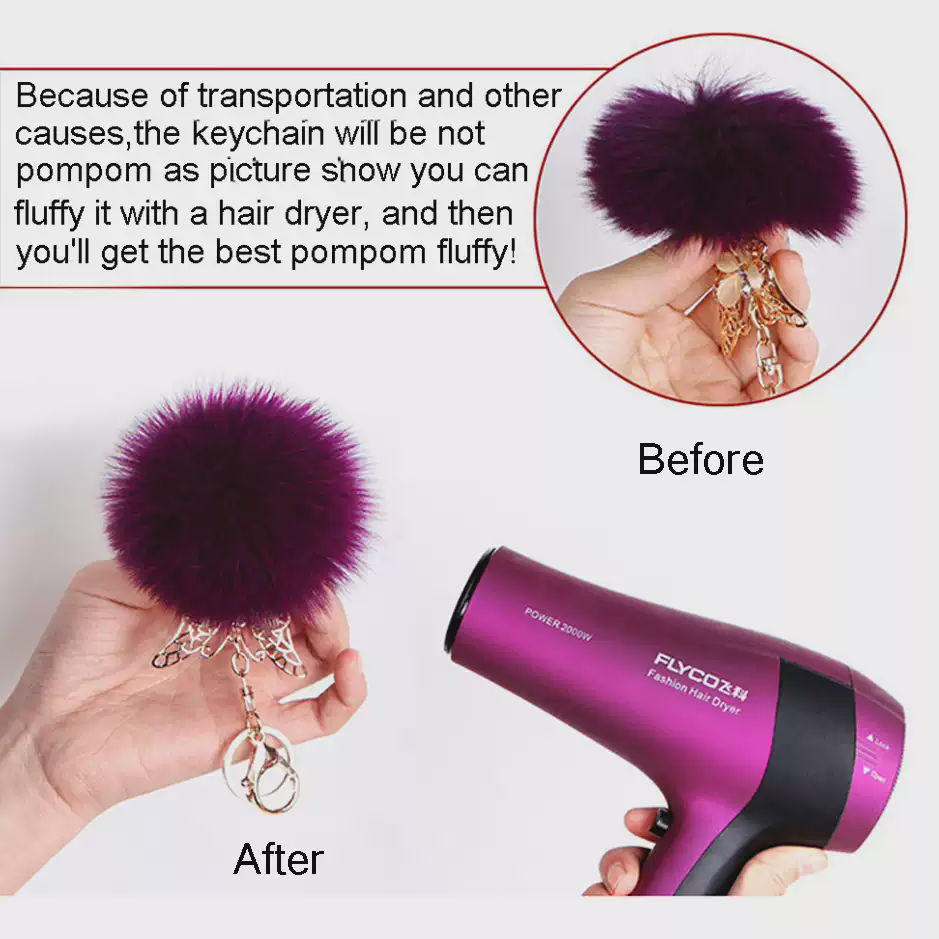 Because of transportation and other
causes,the keychain will be not
pompom as picture show you can
fluffy it with a hair dryer, and then
you'll get the best pompom fluffy!
Before
POWER 2000W
FLYCO飞科
Fashion Hair Dryer
▲ Lock
▼ Open
After